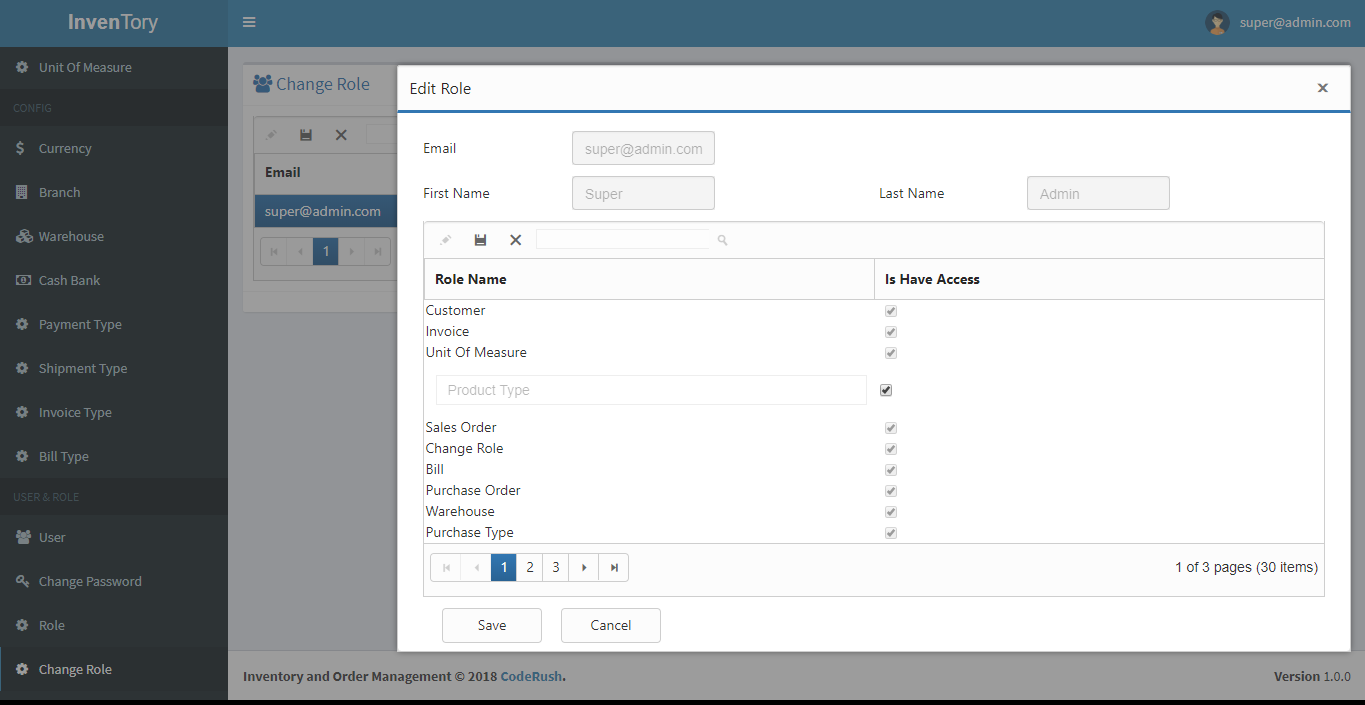 InvenTory
super@admin.com
Unit Of Measure
CONFIG
Currency
Branch
Warehouse
Cash Bank
Payment Type
Shipment Type
Invoice Type
Bill Type
USER & ROLE
User
Change Password
Role
Change Role
Change Role
Email
super@admin.com
1
Edit Role
Email super@admin.com
First Name Super Last Name Admin
Role Name Is Have Access
Customer
Invoice
Unit Of Measure
Product Type
Sales Order
Change Role
Bill
Purchase Order
Warehouse
Purchase Type
1 2 3 1 of 3 pages (30 items)
Save Cancel
Inventory and Order Management © 2018 CodeRush. Version 1.0.0